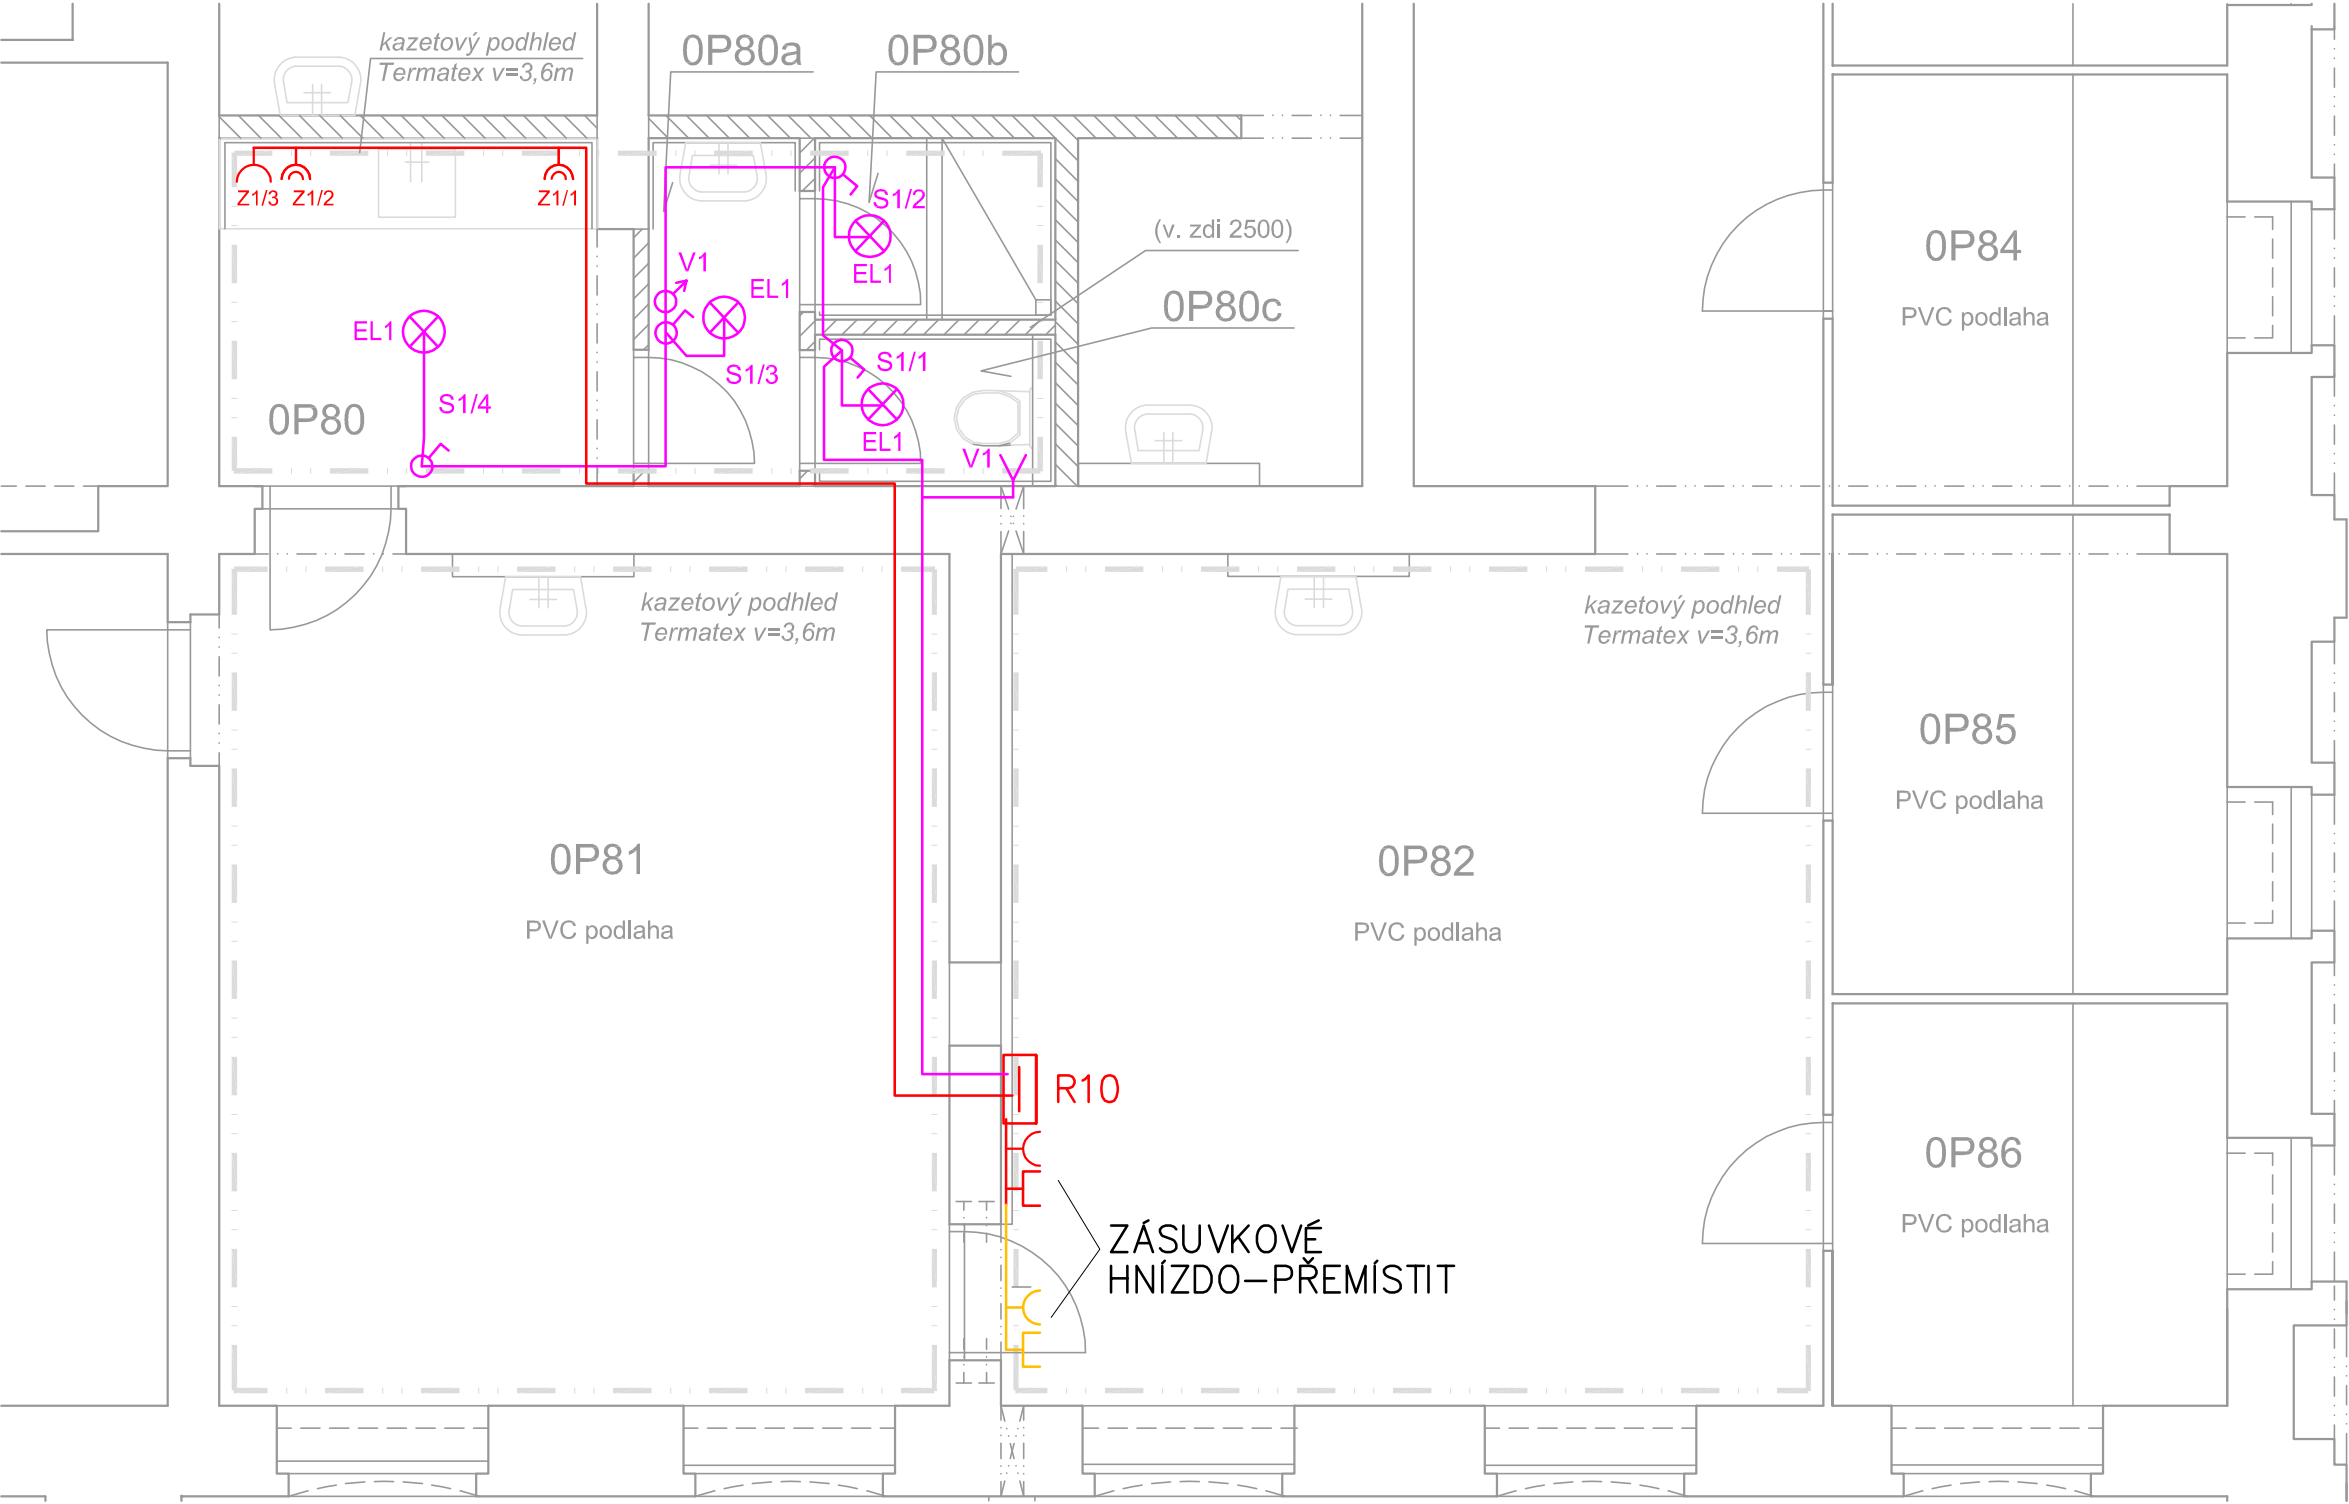 kazetový podhled
Termatex v=3,6m
0P80a
0P80b
Z1/3
Z1/2
Z1/1
S1/2
(v. zdi 2500)
0P84
V1
EL1
EL1
0P80c
PVC podlaha
EL1
S1/1
S1/3
S1/4
0P80
EL1
V1
kazetový podhled
Termatex v=3,6m
kazetový podhled
Termatex v=3,6m
0P85
PVC podlaha
0P81
0P82
PVC podlaha
PVC podlaha
R10
0P86
PVC podlaha
ZÁSUVKOVÉ
HNÍZDO-PŘEMÍSTIT